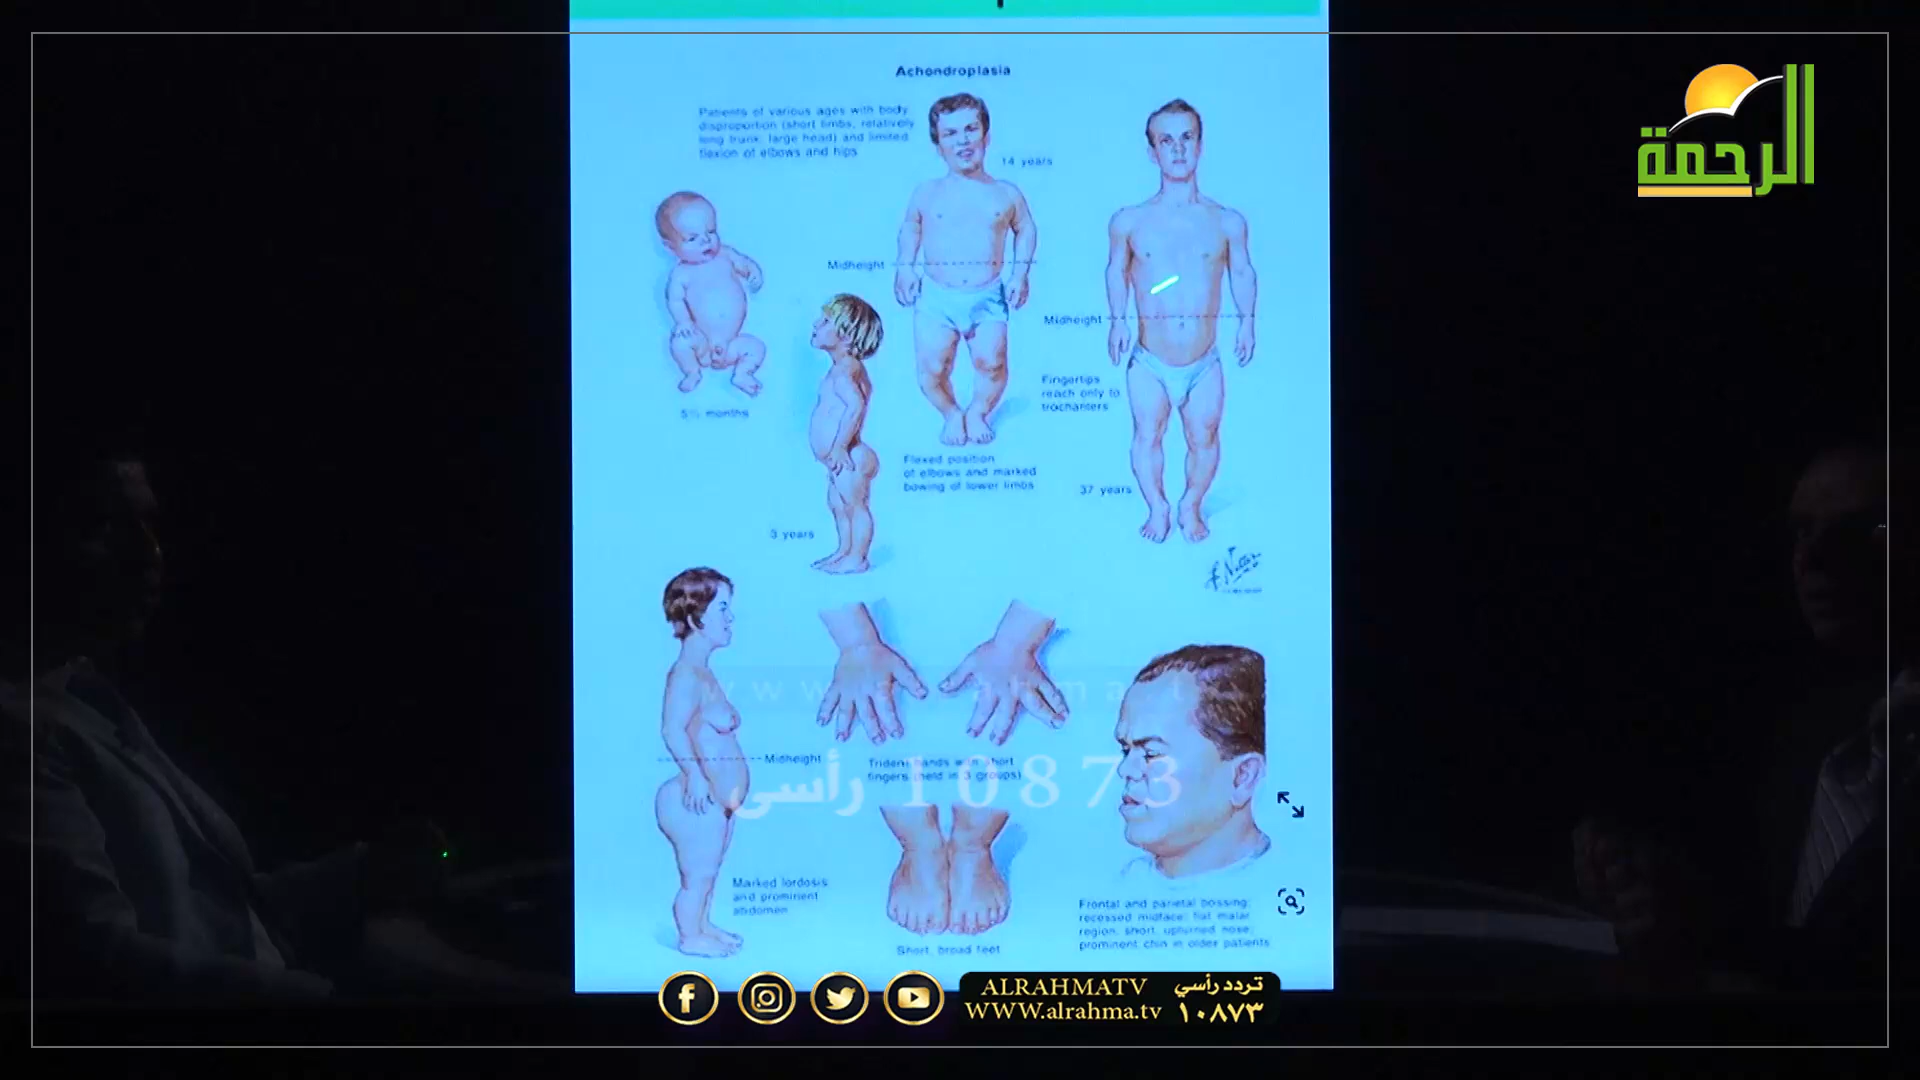 الرحمة
Achondroplasia
Patients of various ages with body
disproportion (short limbs, relatively
long trunk, large head) and limited
flexion of elbows and hips
14 years
Midheight
Midheight
5½ months
Fingertips
reach only to
trochanters
Flexed position
of elbows and marked
bowing of lower limbs
37 years
3 years
F. Netter
Midheight
Trident hands with short
fingers (held in 3 groups)
10873 رأسى
Marked lordosis
and prominent
abdomen
Short, broad feet
Frontal and parietal bossing;
recessed midface; flat malar
region; short, upturned nose;
prominent chin in older patients
ALRAHMATV
WWW.alrahma.tv
تردد رأسي
١٠٨٧٣